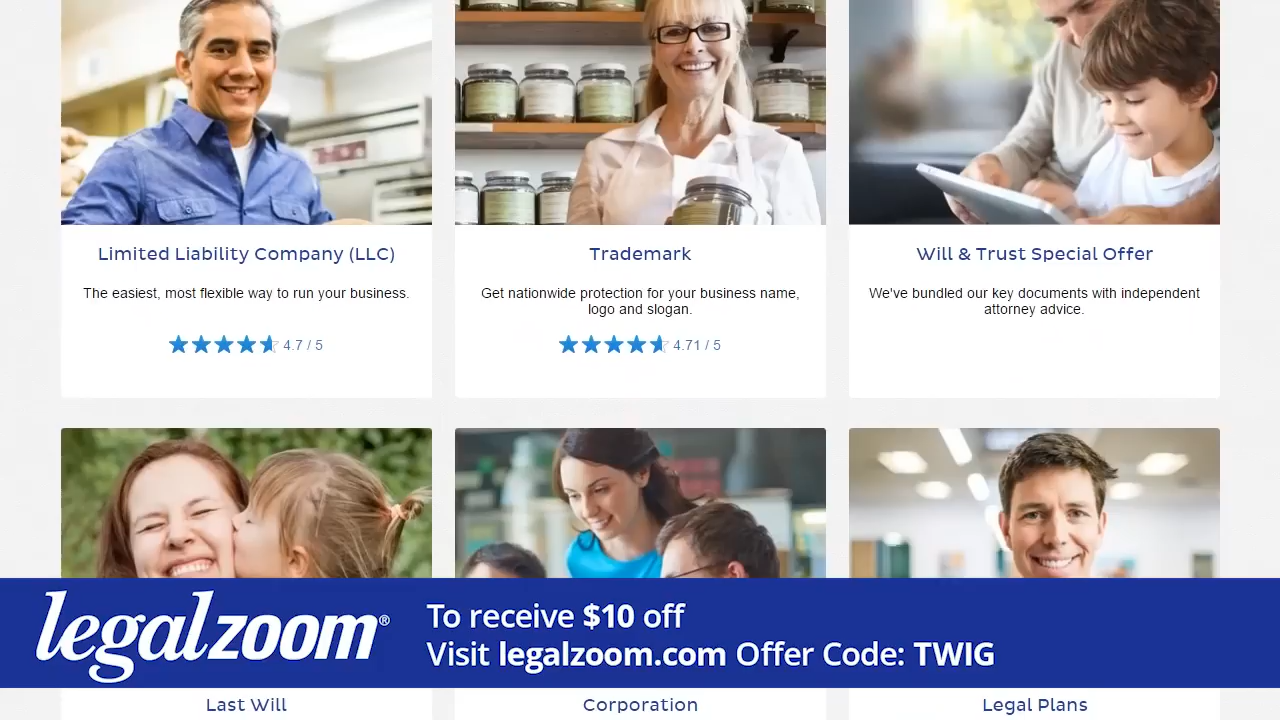 Limited Liability Company (LLC)
The easiest, most flexible way to run your business.
4.7 / 5
Trademark
Get nationwide protection for your business name,
logo and slogan.
4.71 / 5
Will & Trust Special Offer
We've bundled our key documents with independent
attorney advice.
legalzoom®
To receive $10 off
Visit legalzoom.com Offer Code: TWIG
Last Will
Corporation
Legal Plans